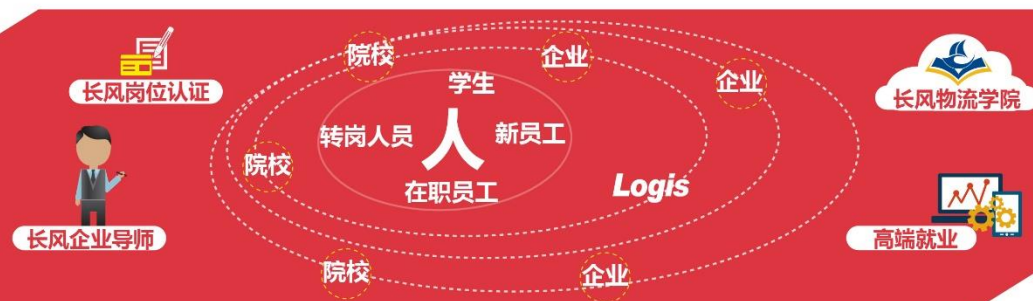 院校
企业
企业
学生
长风岗位认证
长风物流学院
转岗人员
人
新员工
院校
在职员工
Logis
长风企业导师
高端就业
院校
企业